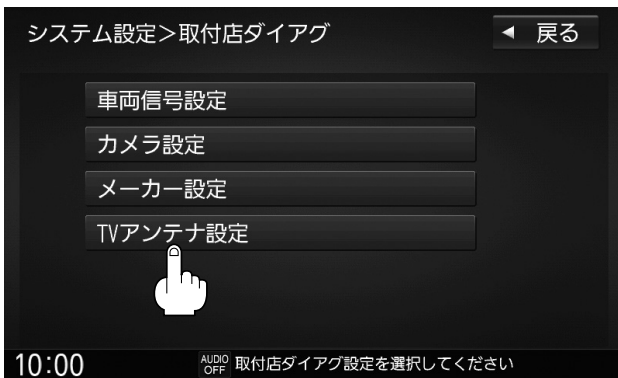 システム設定＞取付店ダイアグ
◀ 戻る
車両信号設定
カメラ設定
メーカー設定
TVアンテナ設定
10:00
AUDIO
OFF
取付店ダイアグ設定を選択してください